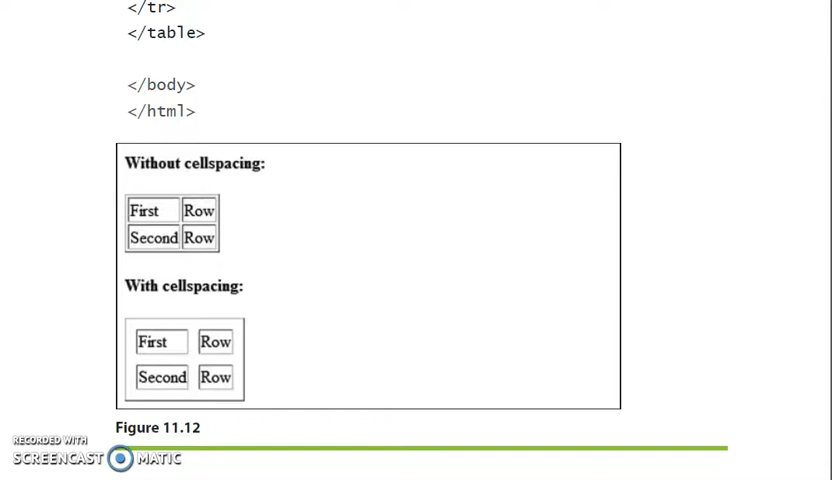 </tr>
</table>
</body>
</html>
Without cellspacing:
First Row
Second Row
With cellspacing:
First Row
Second Row
Figure 11.12
RECORDED WITH
SCREENCAST MATIC